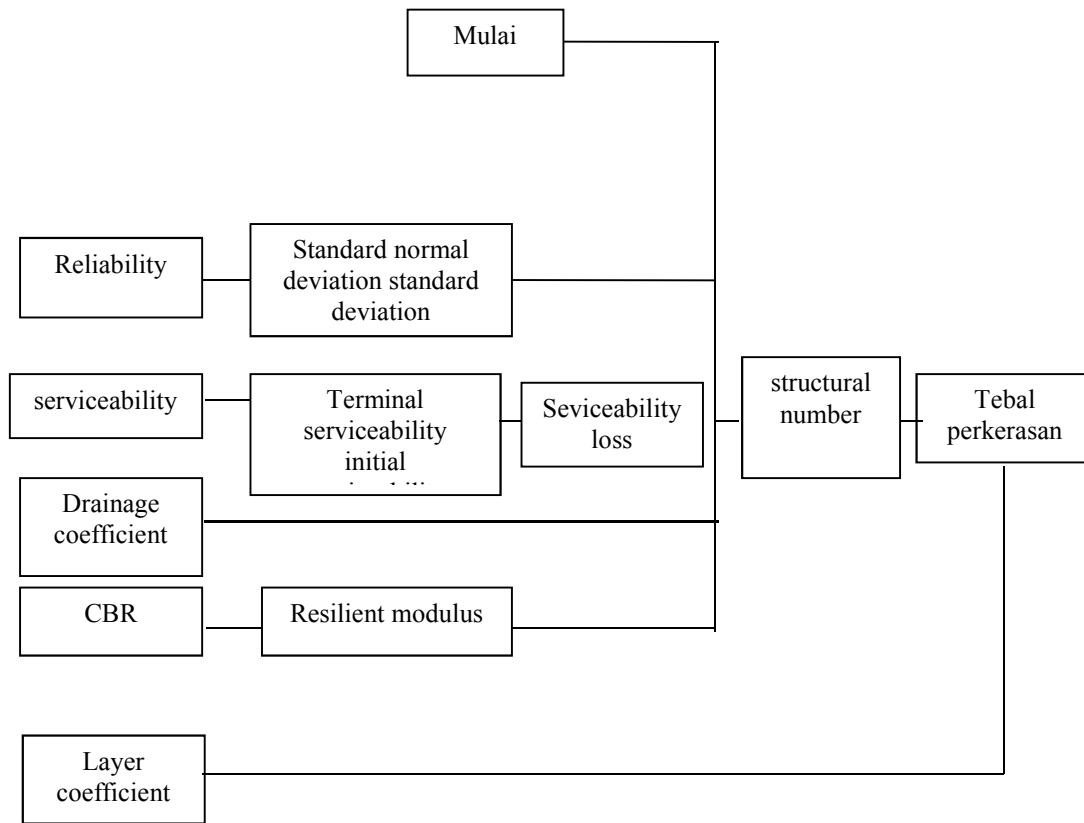 Mulai
Reliability
Standard normal
deviation standard
deviation
serviceability
Terminal
serviceability
initial
Seviceability
loss
structural
number
Tebal
perkerasan
Drainage
coefficient
CBR
Resilient modulus
Layer
coefficient